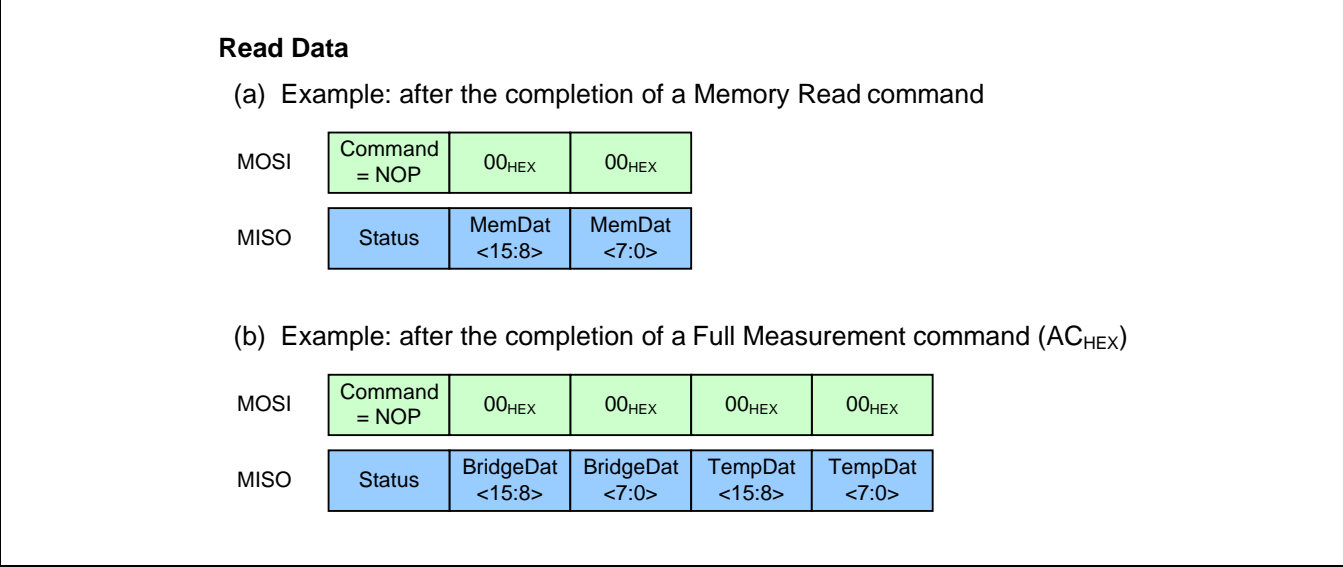 Read Data
(a) Example: after the completion of a Memory Read command
MOSI Command = NOP 00HEX 00HEX
MISO Status MemDat <15:8> MemDat <7:0>
(b) Example: after the completion of a Full Measurement command (ACHEX)
MOSI Command = NOP 00HEX 00HEX 00HEX 00HEX
MISO Status BridgeDat <15:8> BridgeDat <7:0> TempDat <15:8> TempDat <7:0>